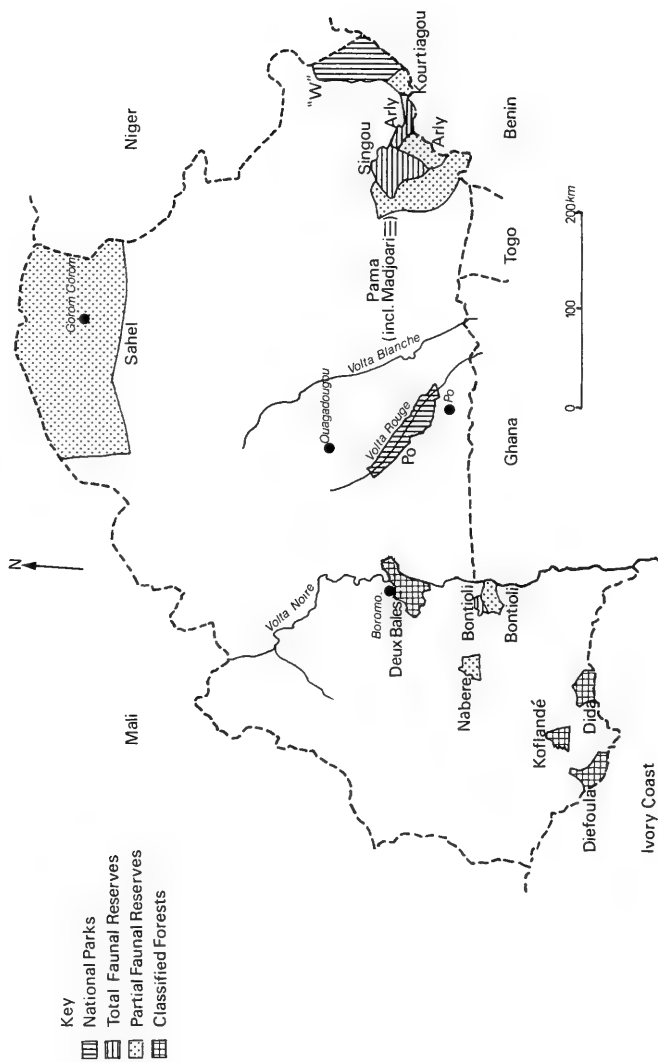 Key
National Parks
Total Faunal Reserves
Partial Faunal Reserves
Classified Forests
N
Mali
Niger
Benin
Togo
Ghana
Ivory Coast
Sahel
Gorom Gorom
Ouagadougou
Volta Noire
Volta Blanche
Volta Rouge
Po
Po
Boromo
Deux Bales
Nabere
Bontioli
Bontioli
Koflandé
Dida
Diefoula
"W"
Kourtiagou
Arly
Arly
Singou
Pama
(incl. Madjoari
0
100
200km